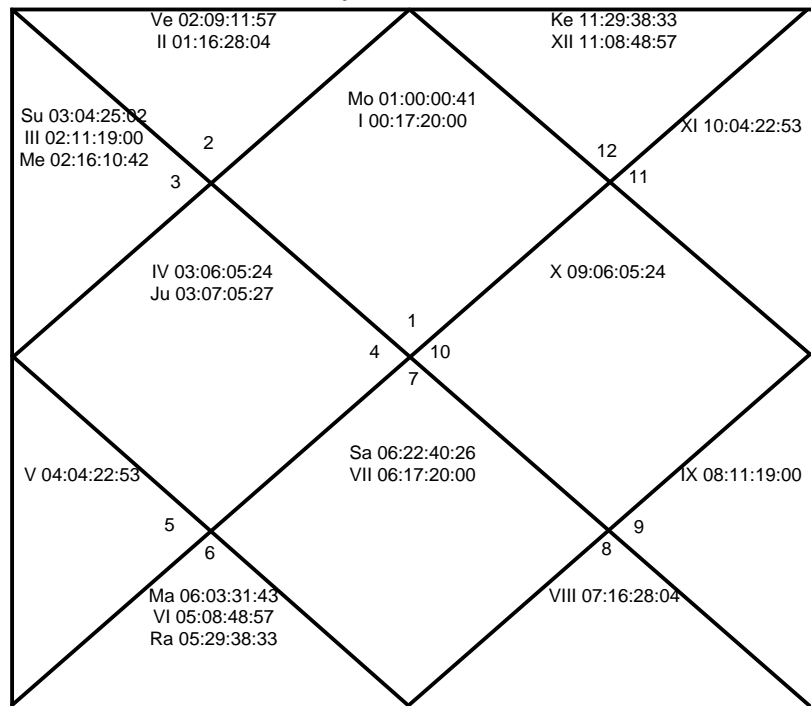 Ve 02:09:11:57
II 01:16:28:04
Ke 11:29:38:33
XII 11:08:48:57
Mo 01:00:00:41
I 00:17:20:00
Su 03:04:25:02
III 02:11:19:00
Me 02:16:10:42
XI 10:04:22:53
2
12
3
11
IV 03:06:05:24
Ju 03:07:05:27
X 09:06:05:24
1
4
10
7
Sa 06:22:40:26
VII 06:17:20:00
V 04:04:22:53
IX 08:11:19:00
5
9
6
8
Ma 06:03:31:43
VI 05:08:48:57
Ra 05:29:38:33
VIII 07:16:28:04